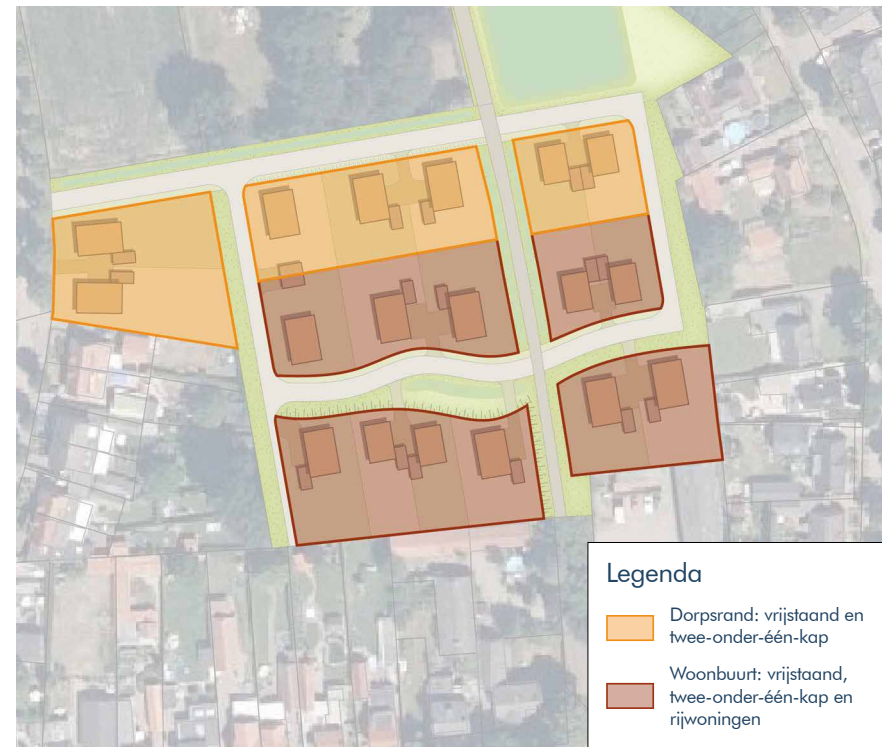 Legenda
Dorpsrand: vrijstaand en
twee-onder-één-kap
Woonbuurt: vrijstaand,
twee-onder-één-kap en
rijwoningen